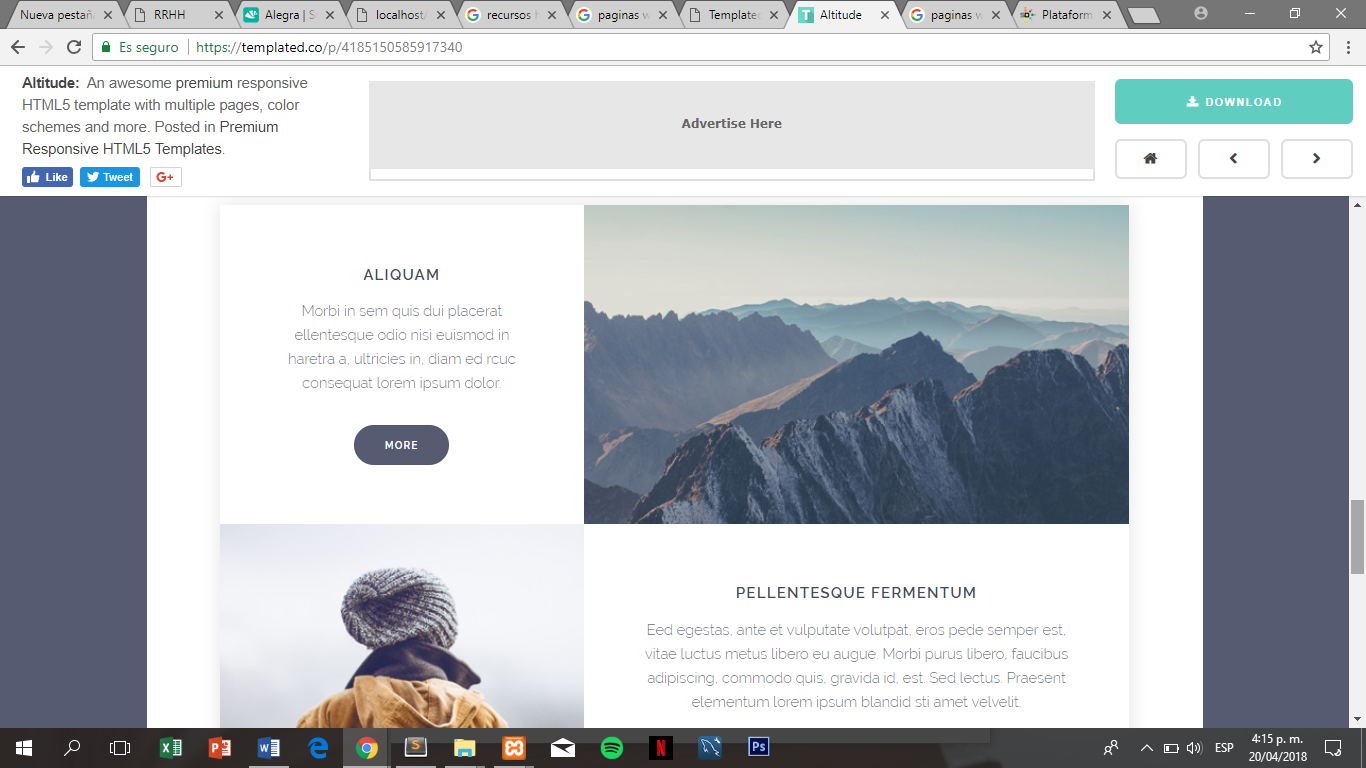 Nueva pestañ
RRHH
Alegra | S
localhost/
recursos h
paginas w
Templated
Altitude
paginas w
Plataform
Es seguro
https://templated.co/p/4185150585917340
Altitude: An awesome premium responsive
HTML5 template with multiple pages, color
schemes and more. Posted in Premium
Responsive HTML5 Templates.
Like
Tweet
G+
Advertise Here
DOWNLOAD
ALIQUAM
Morbi in sem quis dui placerat
ellentesque odio nisi euismod in
haretra a, ultricies in, diam ed rcuc
consequat lorem ipsum dolor.
MORE
PELLENTESQUE FERMENTUM
Eed egestas, ante et vulputate volutpat, eros pede semper est,
vitae luctus metus libero eu augue. Morbi purus libero, faucibus
adipiscing, commodo quis, gravida id, est. Sed lectus. Praesent
elementum lorem ipsum blandid sti amet velvelit.
ESP
4:15 p. m.
20/04/2018